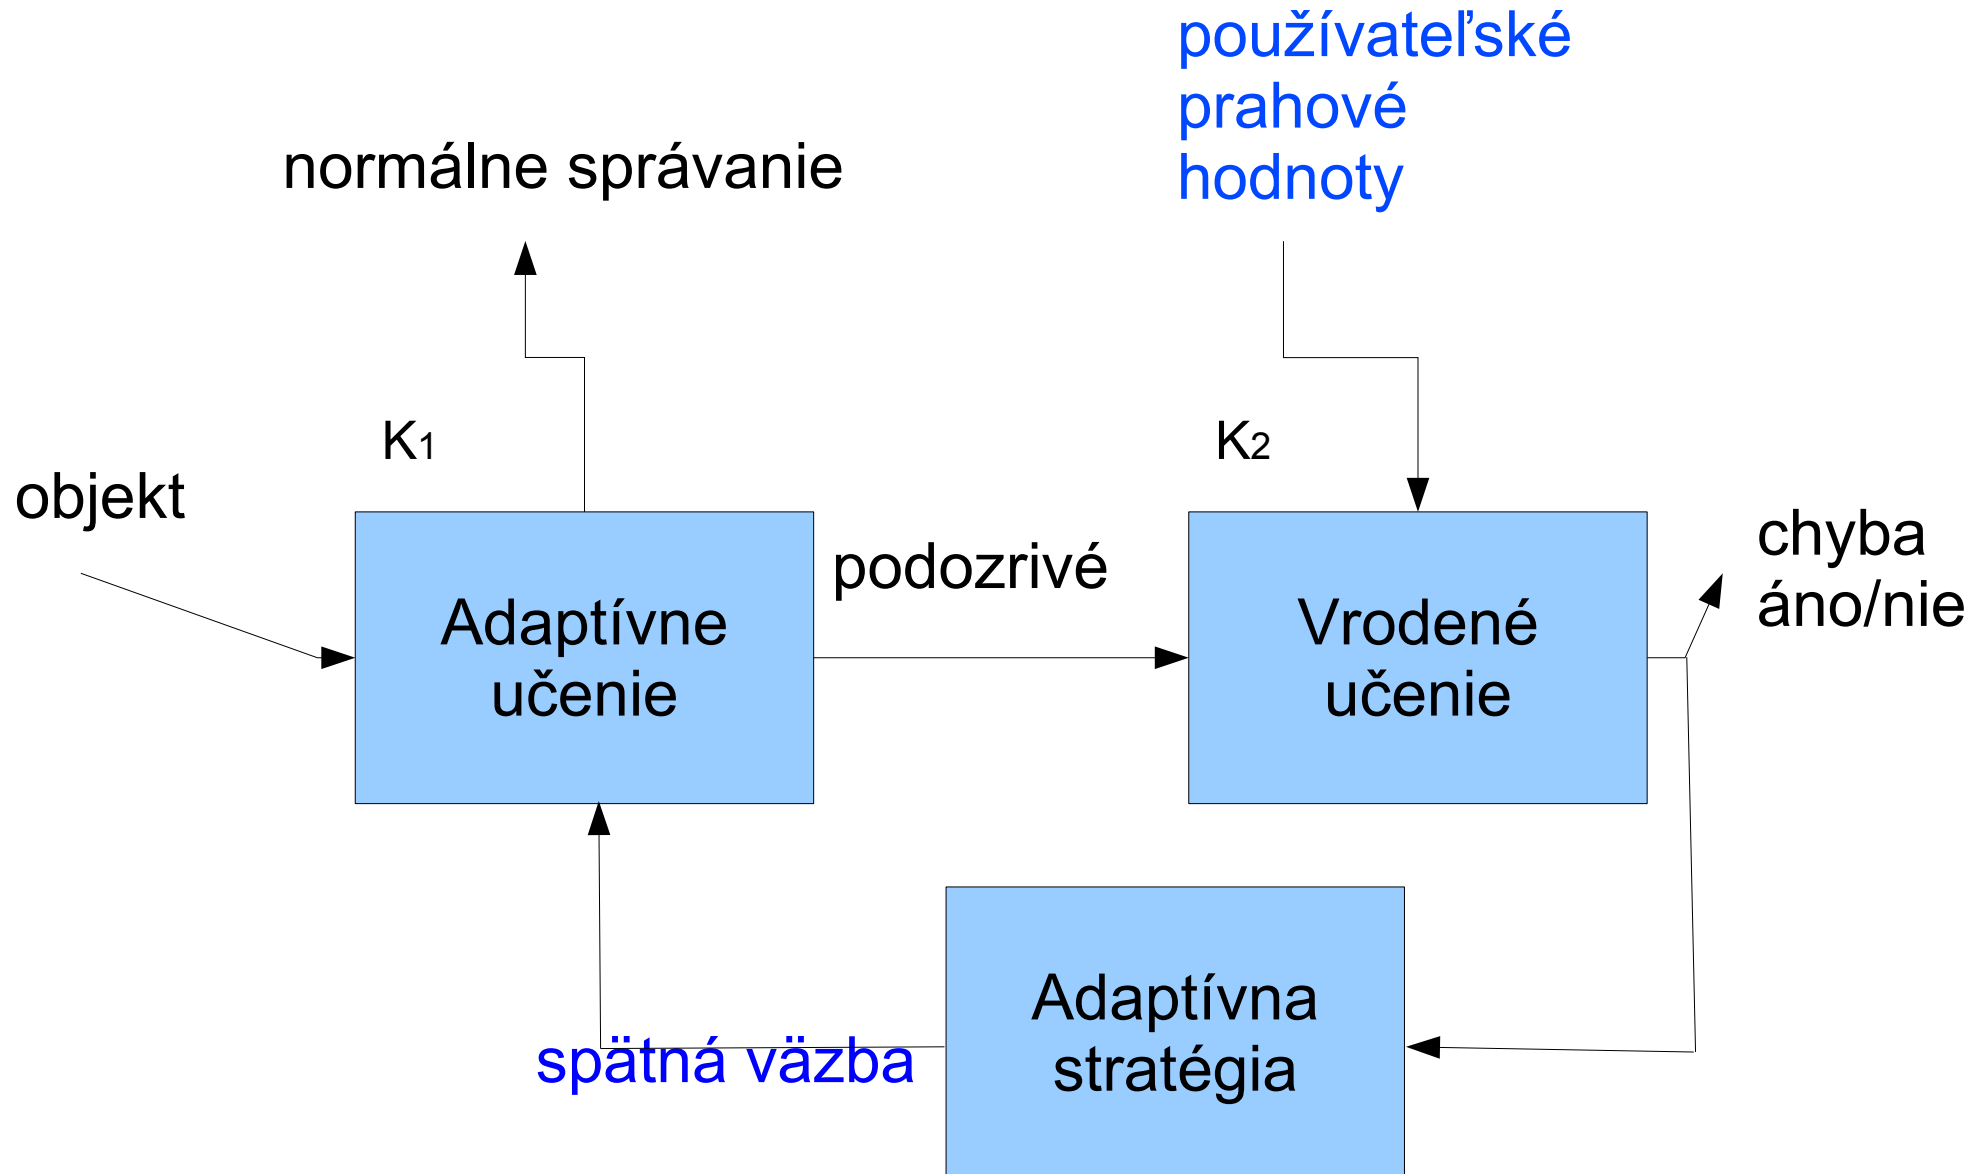 používateľské
prahové
hodnoty
normálne správanie
K1
K2
objekt
podozrivé
chyba
áno/nie
Adaptívne
učenie
Vrodené
učenie
Adaptívna
stratégia
spätná väzba